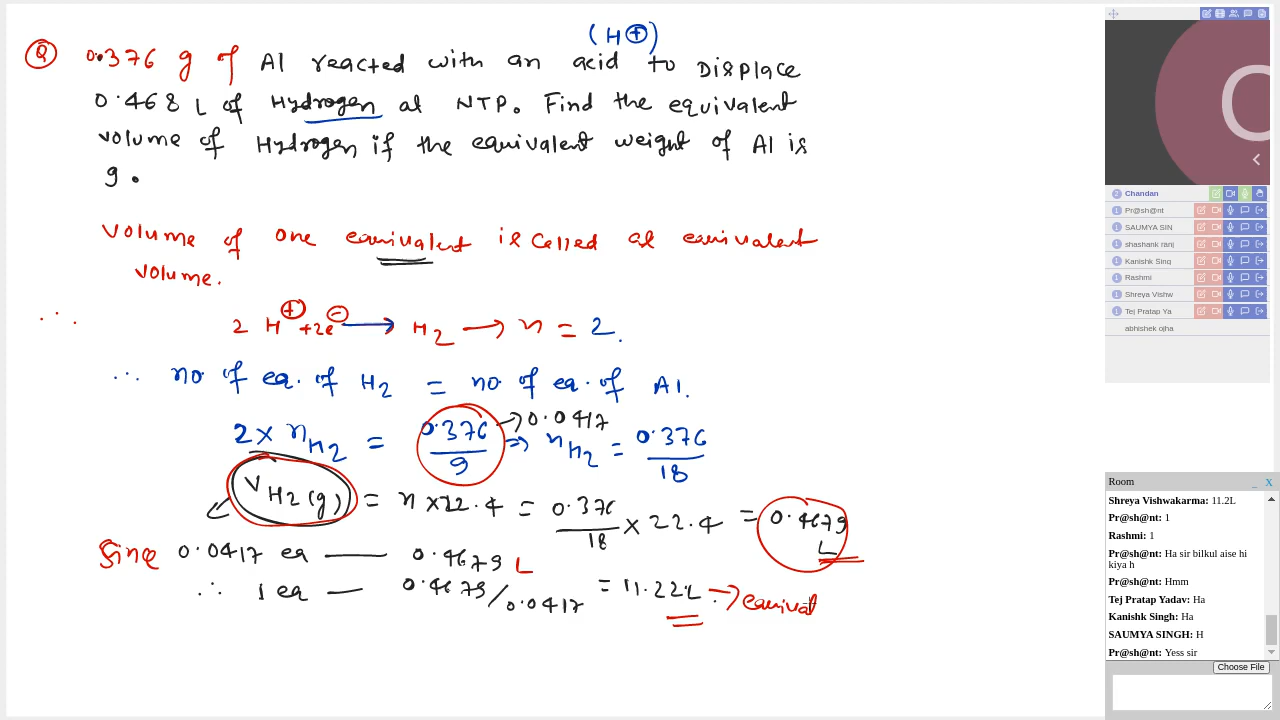 (H⊕)
Q 0.376 g of Al reacted with an acid to Displace
0.468 L of Hydrogen at NTP. Find the equivalent
volume of Hydrogen if the equivalent weight of Al is
9.
volume of one equivalent is called at equivalent
volume.
∴ 2 H⊕ + 2e⊖ → H2 → n = 2.
∴ no of eq. of H2 = no of eq. of Al.
2 × nH2 = 0.376/9 → 0.0417 ⇒ nH2 = 0.376/18
VH2(g) = n × 22.4 = 0.376/18 × 22.4 = 0.4679 L
Since 0.0417 eq — 0.4679 L
∴ 1 eq — 0.4679/0.0417 = 11.22 L. → equival
C
<
Chandan
Pr@sh@nt
SAUMYA SIN
shashank ranj
Kanishk Sing
Rashmi
Shreya Vishw
Tej Pratap Ya
abhishek ojha
Room _ X
Shreya Vishwakarma: 11.2L
Pr@sh@nt: 1
Rashmi: 1
Pr@sh@nt: Ha sir bilkul aise hi
kiya h
Pr@sh@nt: Hmm
Tej Pratap Yadav: Ha
Kanishk Singh: Ha
SAUMYA SINGH: H
Pr@sh@nt: Yess sir
Choose File